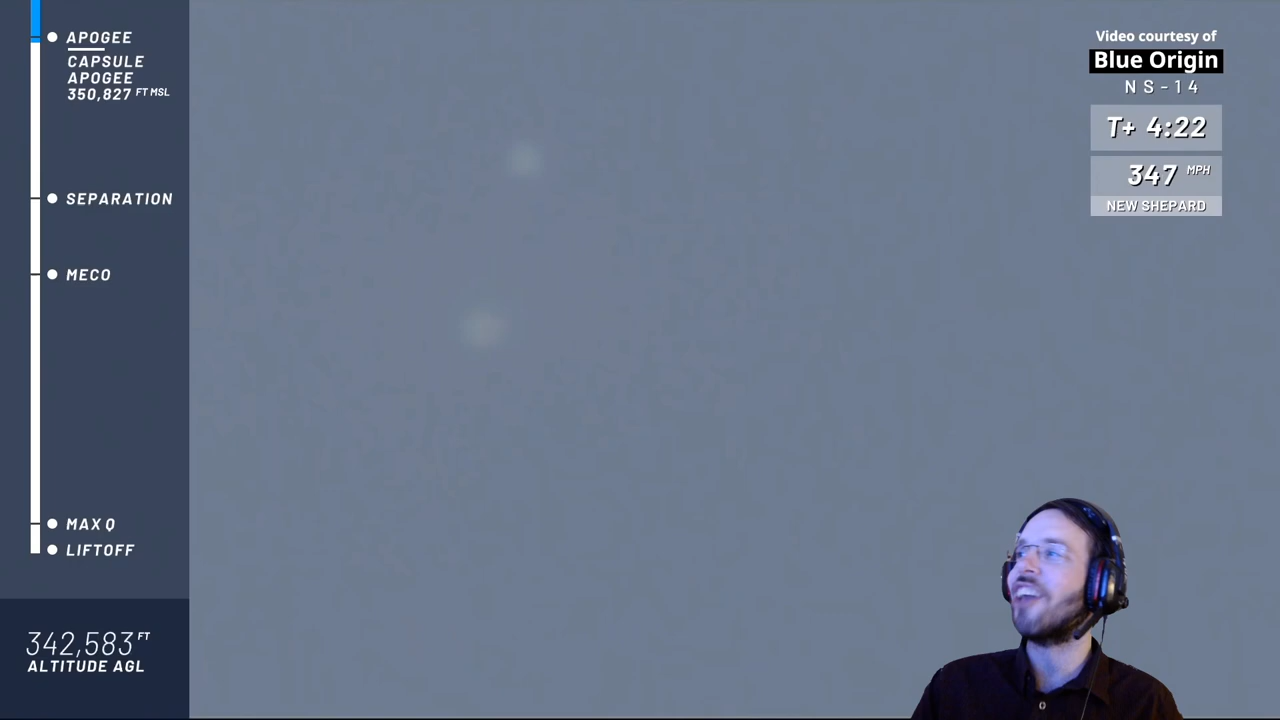 APOGEE
CAPSULE
APOGEE
350,827 FT MSL
SEPARATION
MECO
MAX Q
LIFTOFF
342,583 FT
ALTITUDE AGL
Video courtesy of
Blue Origin
NS-14
T+ 4:22
347 MPH
NEW SHEPARD